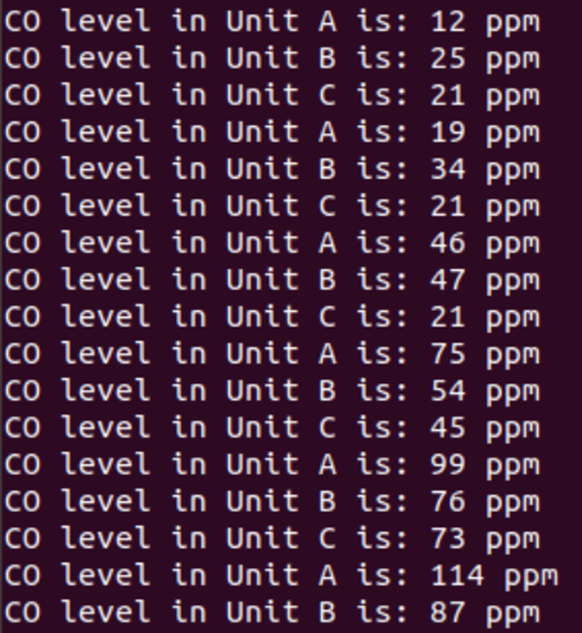 CO level in Unit A is: 12 ppm
CO level in Unit B is: 25 ppm
CO level in Unit C is: 21 ppm
CO level in Unit A is: 19 ppm
CO level in Unit B is: 34 ppm
CO level in Unit C is: 21 ppm
CO level in Unit A is: 46 ppm
CO level in Unit B is: 47 ppm
CO level in Unit C is: 21 ppm
CO level in Unit A is: 75 ppm
CO level in Unit B is: 54 ppm
CO level in Unit C is: 45 ppm
CO level in Unit A is: 99 ppm
CO level in Unit B is: 76 ppm
CO level in Unit C is: 73 ppm
CO level in Unit A is: 114 ppm
CO level in Unit B is: 87 ppm